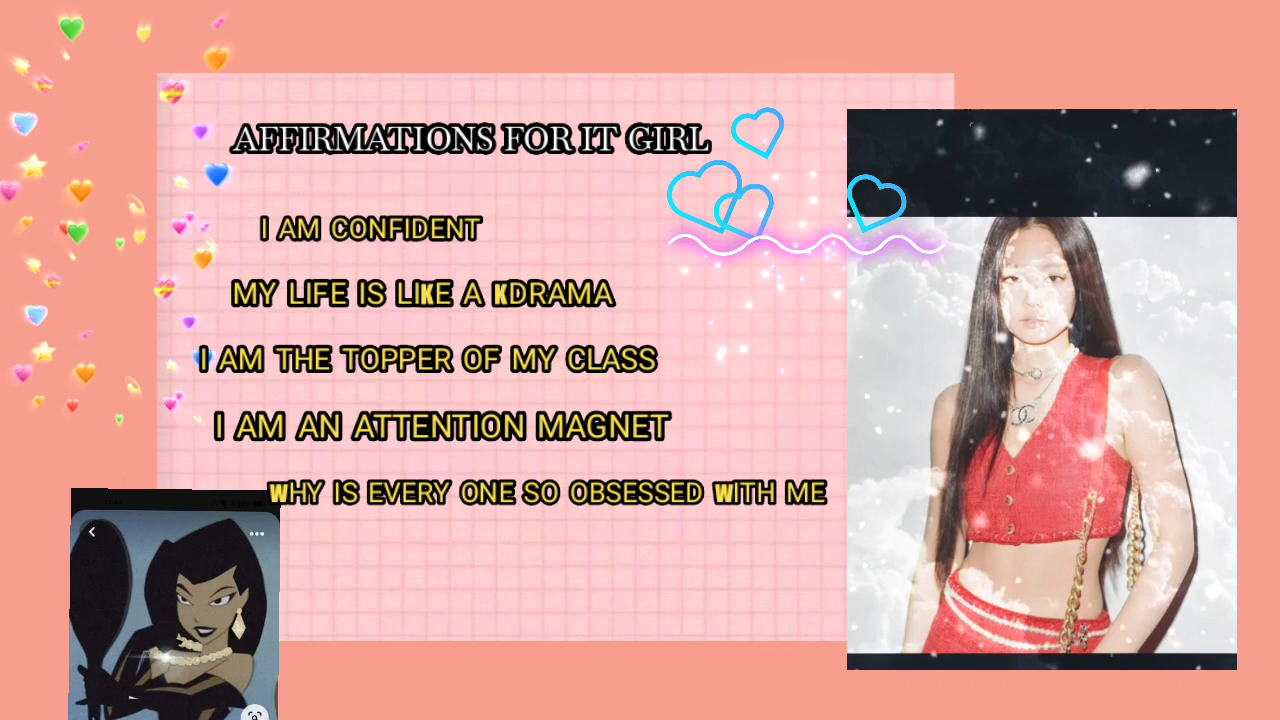 AFFIRMATIONS FOR IT GIRL
I AM CONFIDENT
MY LIFE IS LIKE A KDRAMA
I AM THE TOPPER OF MY CLASS
I AM AN ATTENTION MAGNET
WHY IS EVERY ONE SO OBSESSED WITH ME